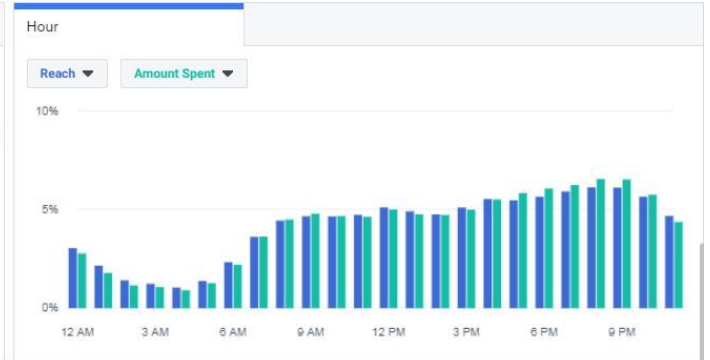 Hour
Reach Amount Spent
10%
5%
0%
12 AM 3 AM 6 AM 9 AM 12 PM 3 PM 6 PM 9 PM